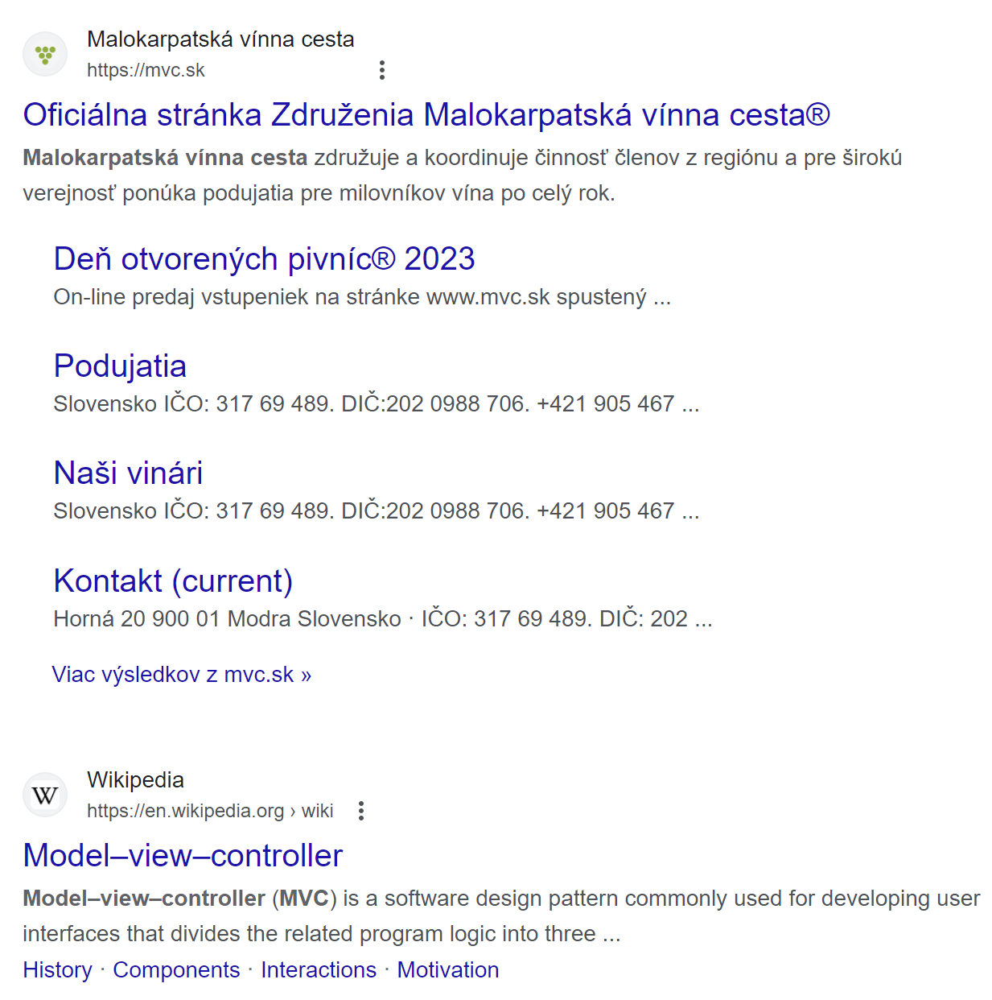 Malokarpatská vínna cesta
https://mvc.sk
Oficiálna stránka Združenia Malokarpatská vínna cesta®
Malokarpatská vínna cesta združuje a koordinuje činnosť členov z regiónu a pre širokú
verejnosť ponúka podujatia pre milovníkov vína po celý rok.
Deň otvorených pivníc® 2023
On-line predaj vstupeniek na stránke www.mvc.sk spustený ...
Podujatia
Slovensko IČO: 317 69 489. DIČ:202 0988 706. +421 905 467 ...
Naši vinári
Slovensko IČO: 317 69 489. DIČ:202 0988 706. +421 905 467 ...
Kontakt (current)
Horná 20 900 01 Modra Slovensko · IČO: 317 69 489. DIČ: 202 ...
Viac výsledkov z mvc.sk »
W
Wikipedia
https://en.wikipedia.org › wiki
Model–view–controller
Model–view–controller (MVC) is a software design pattern commonly used for developing user
interfaces that divides the related program logic into three ...
History · Components · Interactions · Motivation